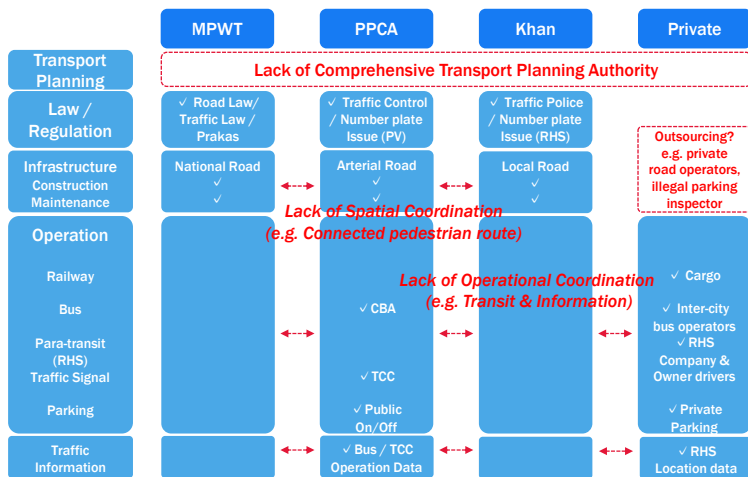 MPWT
PPCA
Khan
Private
Transport
Planning
Lack of Comprehensive Transport Planning Authority
Law /
Regulation
✓ Road Law/
Traffic Law /
Prakas
✓ Traffic Control
/ Number plate
Issue (PV)
✓ Traffic Police
/ Number plate
Issue (RHS)
Outsourcing?
e.g. private
road operators,
illegal parking
inspector
Infrastructure
Construction
Maintenance
National Road
✓
✓
Arterial Road
✓
✓
Local Road
✓
✓
Lack of Spatial Coordination
(e.g. Connected pedestrian route)
Operation
Lack of Operational Coordination
(e.g. Transit & Information)
Railway
✓ Cargo
Bus
✓ CBA
✓ Inter-city
bus operators
Para-transit
(RHS)
✓ RHS
Company &
Owner drivers
Traffic Signal
✓ TCC
Parking
✓ Public
On/Off
✓ Private
Parking
Traffic
Information
✓ Bus / TCC
Operation Data
✓ RHS
Location data